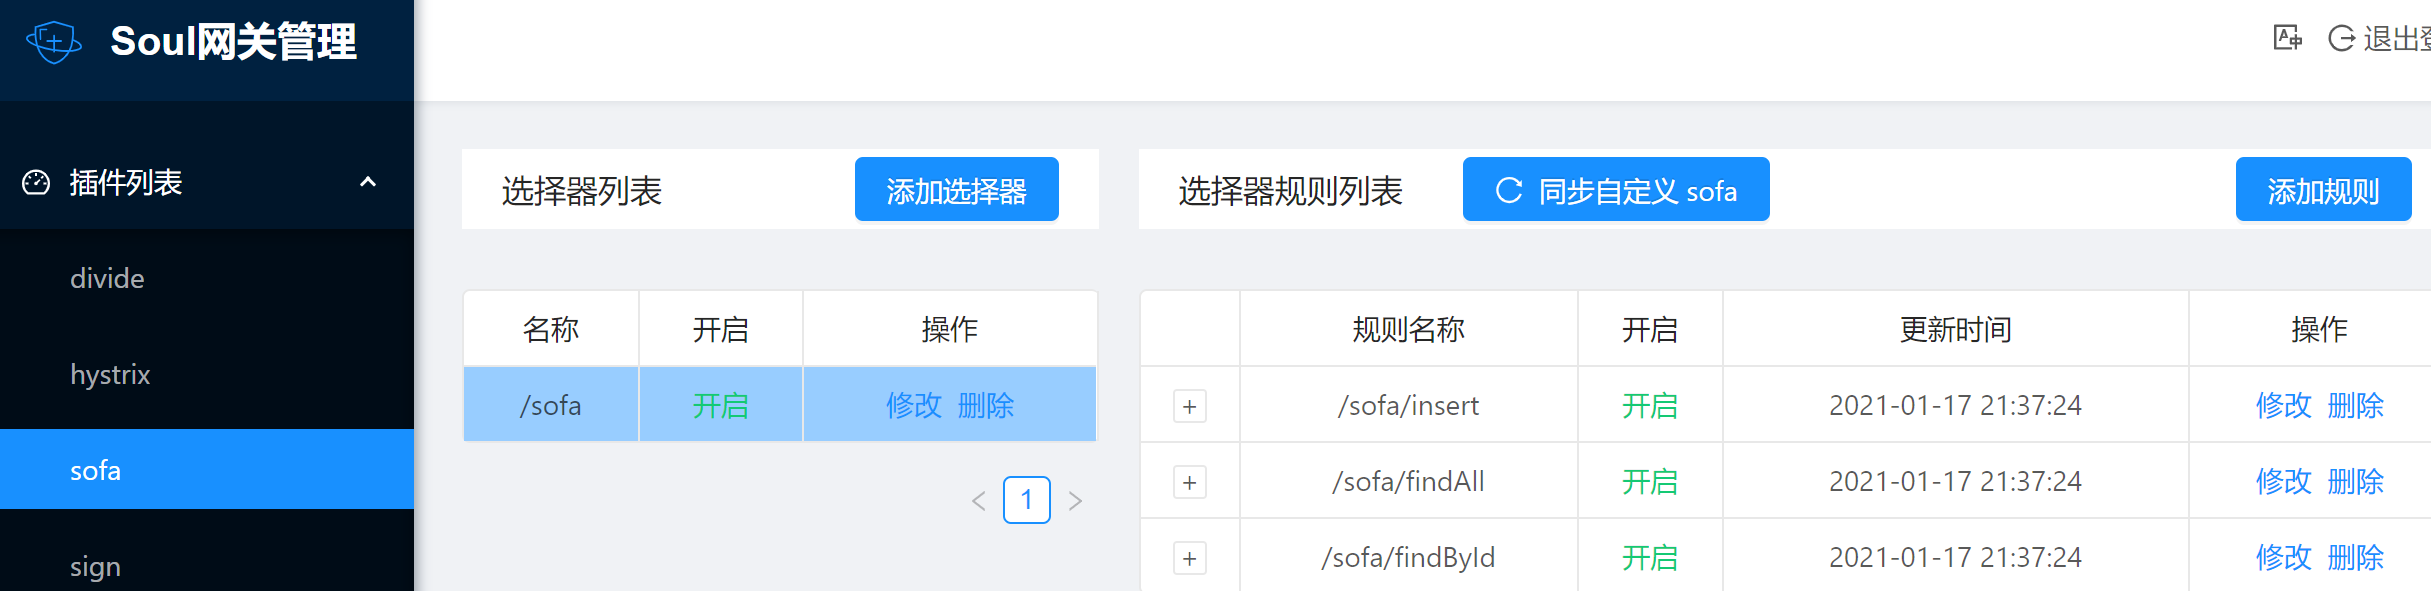 Soul网关管理
退出登
插件列表
divide
hystrix
sofa
sign
选择器列表 添加选择器
名称 开启 操作
/sofa 开启 修改 删除
1
选择器规则列表 同步自定义 sofa 添加规则
规则名称 开启 更新时间 操作
/sofa/insert 开启 2021-01-17 21:37:24 修改 删除
/sofa/findAll 开启 2021-01-17 21:37:24 修改 删除
/sofa/findById 开启 2021-01-17 21:37:24 修改 删除